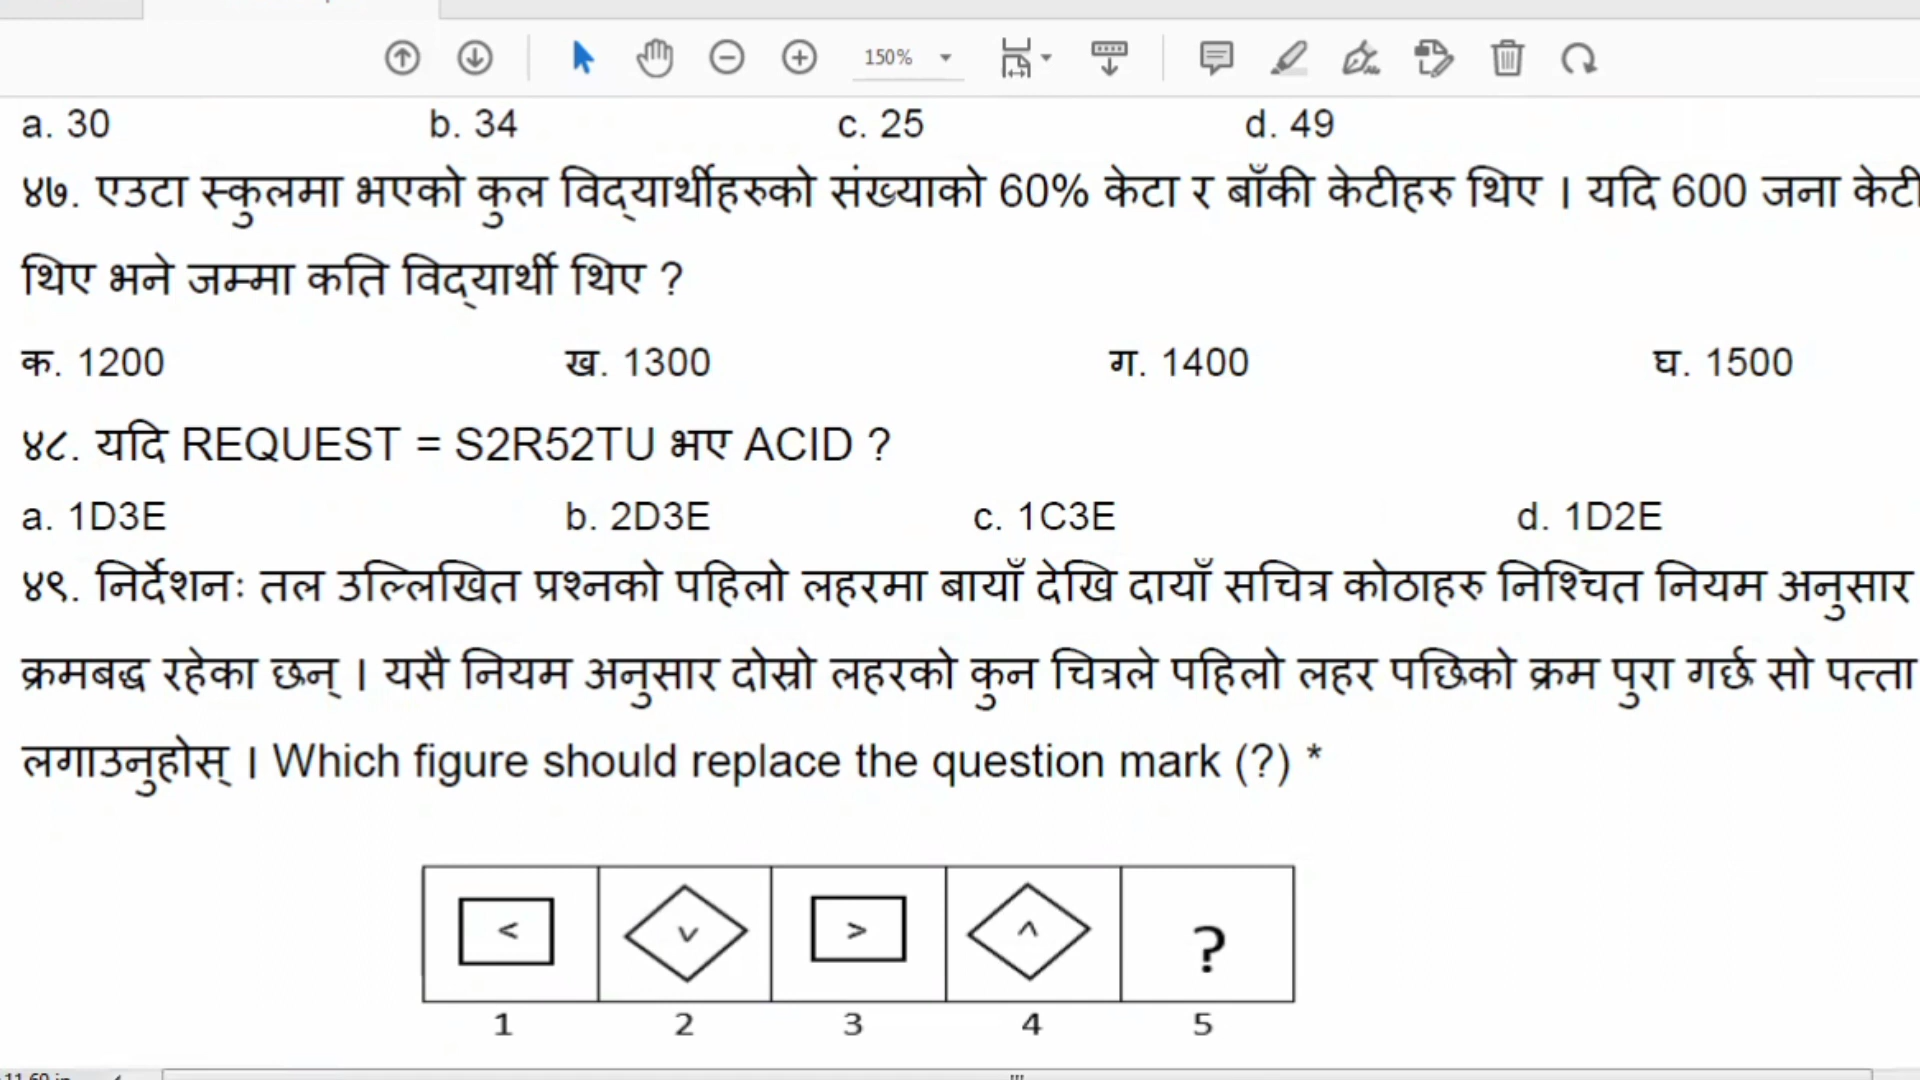 150%
a. 30 b. 34 c. 25 d. 49
४७. एउटा स्कुलमा भएको कुल विद्यार्थीहरुको संख्याको 60% केटा र बाँकी केटीहरु थिए । यदि 600 जना केटी
थिए भने जम्मा कति विद्यार्थी थिए ?
क. 1200 ख. 1300 ग. 1400 घ. 1500
४८. यदि REQUEST = S2R52TU भए ACID ?
a. 1D3E b. 2D3E c. 1C3E d. 1D2E
४९. निर्देशनः तल उल्लिखित प्रश्नको पहिलो लहरमा बायाँ देखि दायाँ सचित्र कोठाहरु निश्चित नियम अनुसार
क्रमबद्ध रहेका छन् । यसै नियम अनुसार दोस्रो लहरको कुन चित्रले पहिलो लहर पछिको क्रम पुरा गर्छ सो पत्ता
लगाउनुहोस् । Which figure should replace the question mark (?) *
< v > ^ ?
1 2 3 4 5